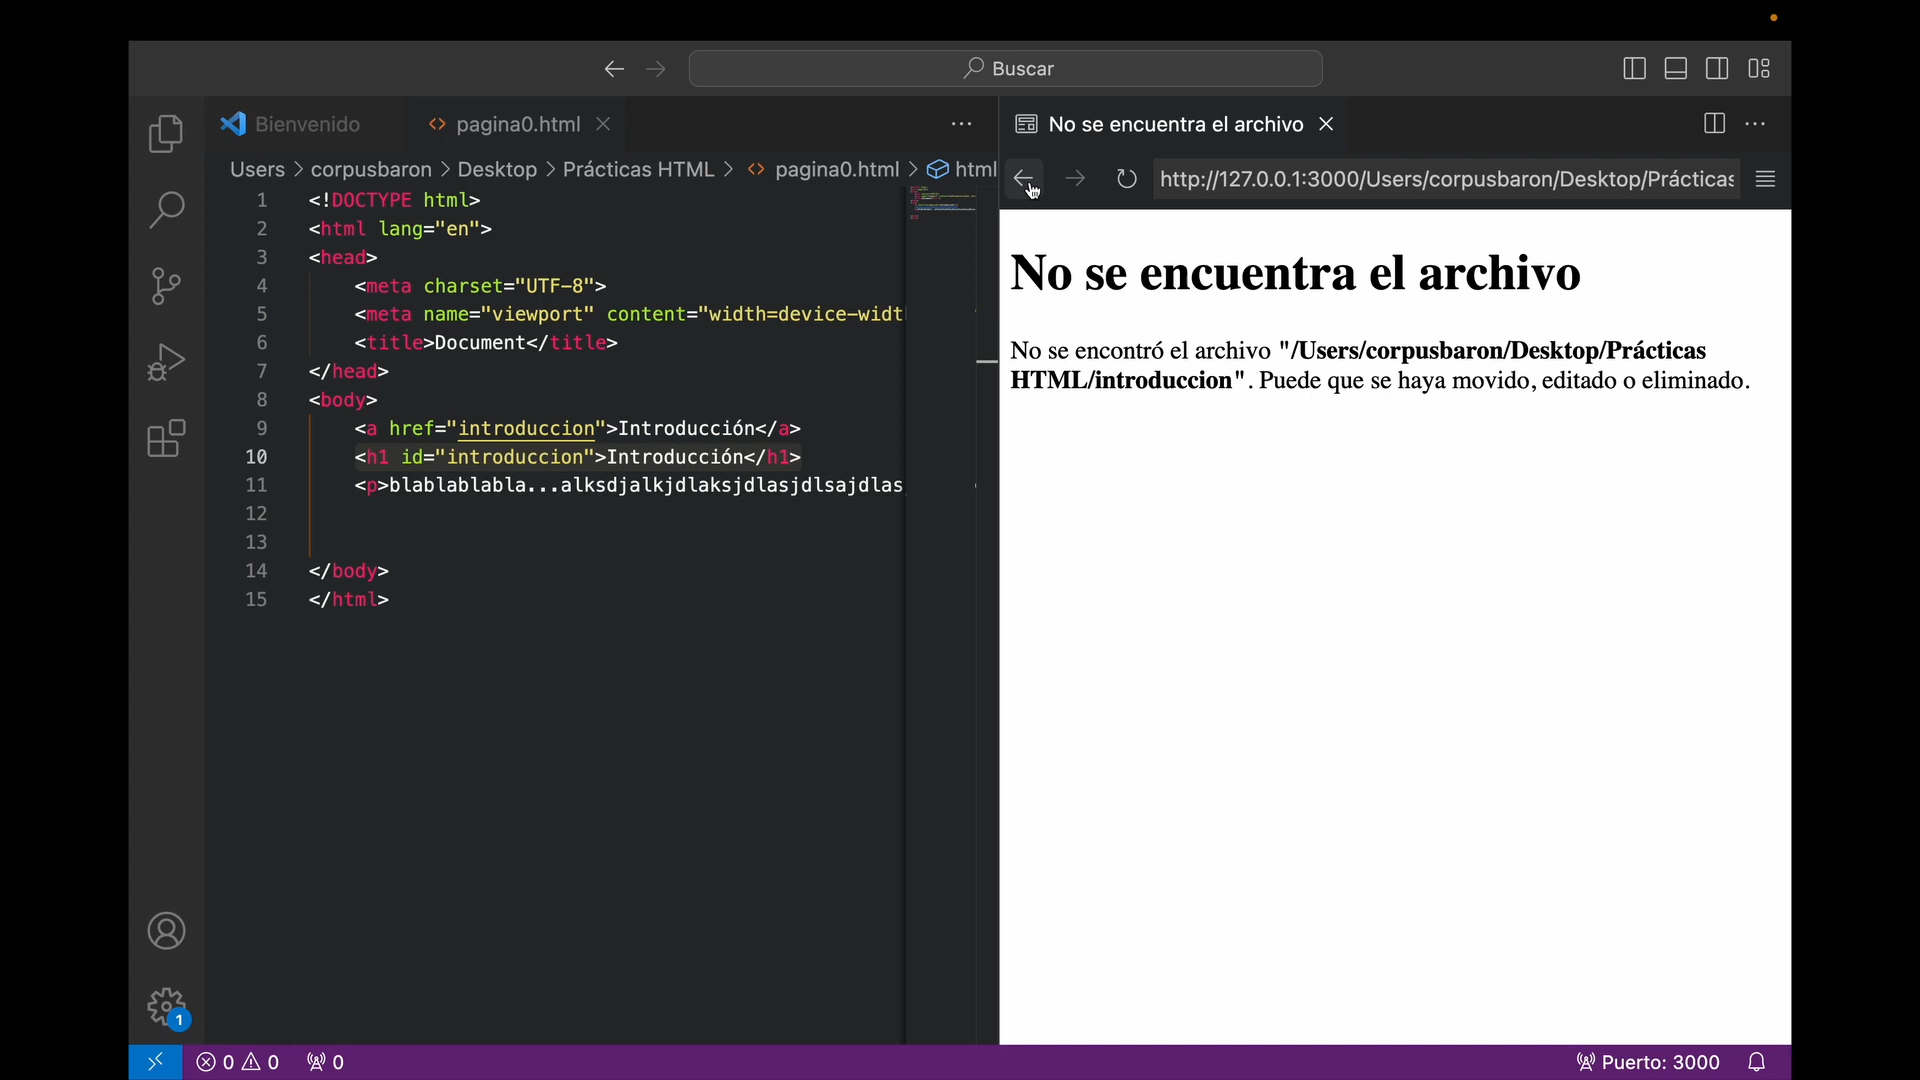 Buscar
Bienvenido
pagina0.html
No se encuentra el archivo
Users > corpusbaron > Desktop > Prácticas HTML > pagina0.html > html
http://127.0.0.1:3000/Users/corpusbaron/Desktop/Prácticas
1 <!DOCTYPE html>
2 <html lang="en">
3 <head>
4 <meta charset="UTF-8">
5 <meta name="viewport" content="width=device-widt
6 <title>Document</title>
7 </head>
8 <body>
9 <a href="introduccion">Introducción</a>
10 <h1 id="introduccion">Introducción</h1>
11 <p>blablablabla...alksdjalkjdlaksjdlasjdlsajdlas
12
13
14 </body>
15 </html>
No se encuentra el archivo
No se encontró el archivo "/Users/corpusbaron/Desktop/Prácticas
HTML/introduccion". Puede que se haya movido, editado o eliminado.
1
0 0 0
Puerto: 3000